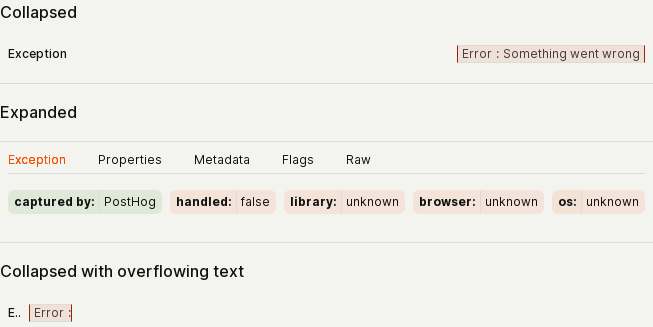 Collapsed
Exception Error : Something went wrong
Expanded
Exception Properties Metadata Flags Raw
captured by: PostHog handled: false library: unknown browser: unknown os: unknown
Collapsed with overflowing text
E.. Error :